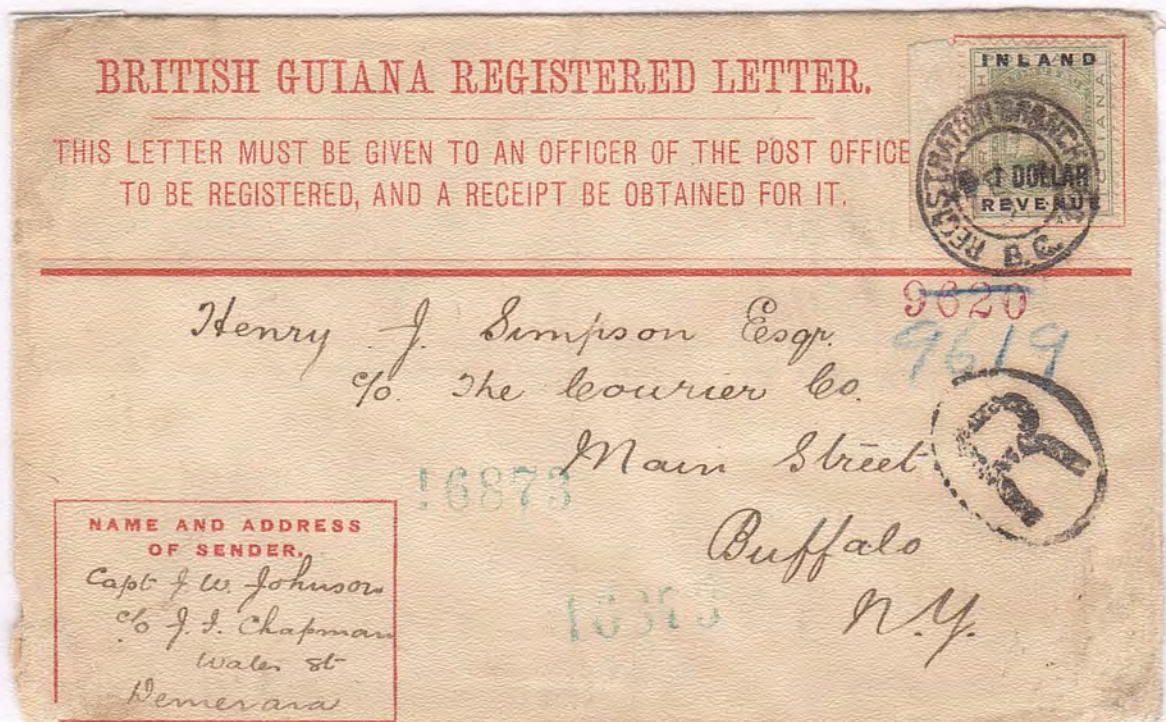 BRITISH GUIANA REGISTERED LETTER.
THIS LETTER MUST BE GIVEN TO AN OFFICER OF THE POST OFFICE
TO BE REGISTERED, AND A RECEIPT BE OBTAINED FOR IT.
INLAND
1 DOLLAR
REVENUE
GUIANA
REGISTRATION BRANCH
B.G.
9620
9619
R
Henry J. Simpson Esqr.
c/o The Courier Co.
Main Street
Buffalo
N.Y.
16873
NAME AND ADDRESS
OF SENDER.
Capt J. W. Johnson
c/o J. I. Chapman
Water St
Demerara